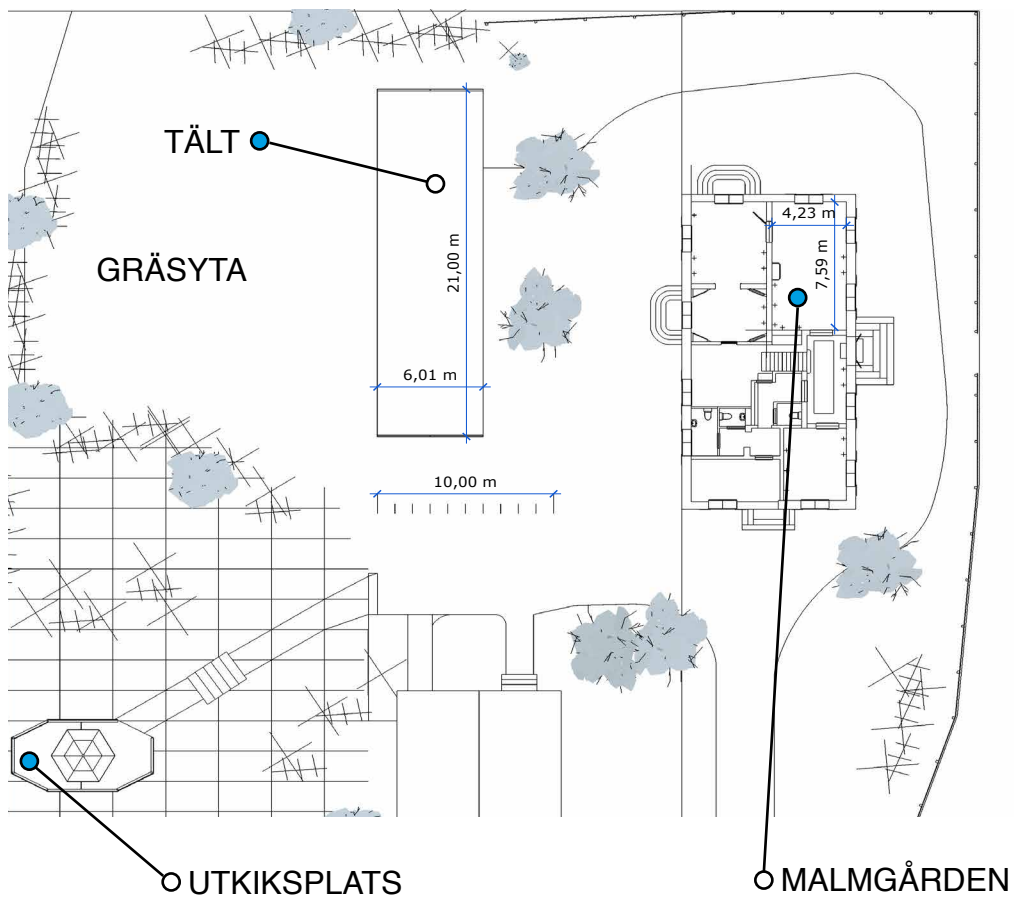 TÄLT
4,23 m
7,59 m
21,00 m
GRÄSYTA
6,01 m
10,00 m
UTKIKSPLATS
MALMGÅRDEN